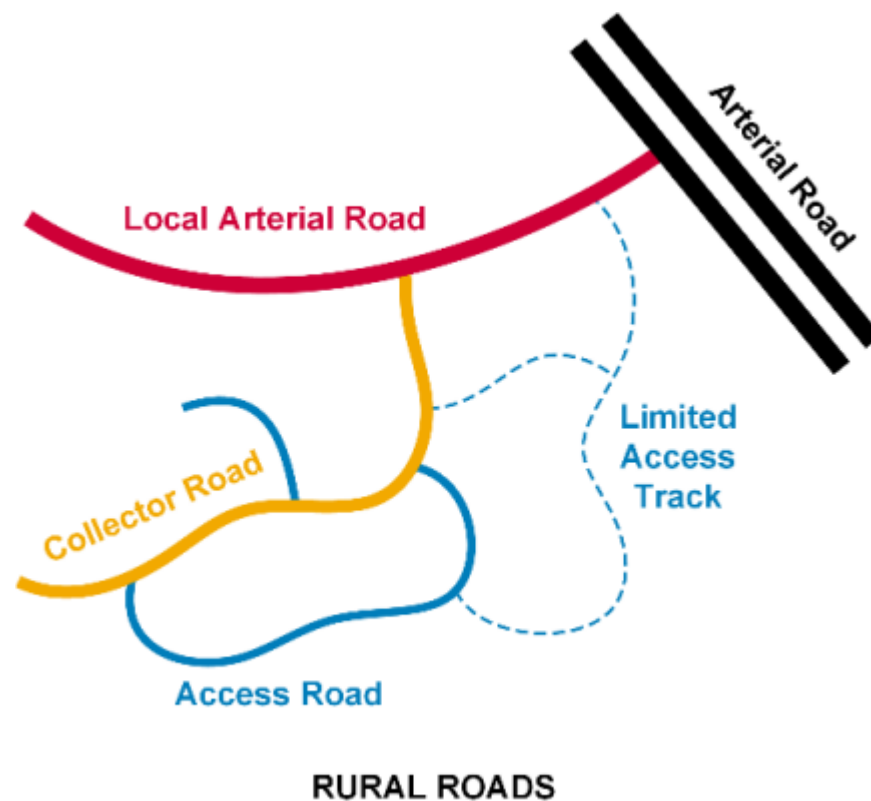 Arterial Road
Local Arterial Road
Limited
Access
Track
Collector Road
Access Road
RURAL ROADS